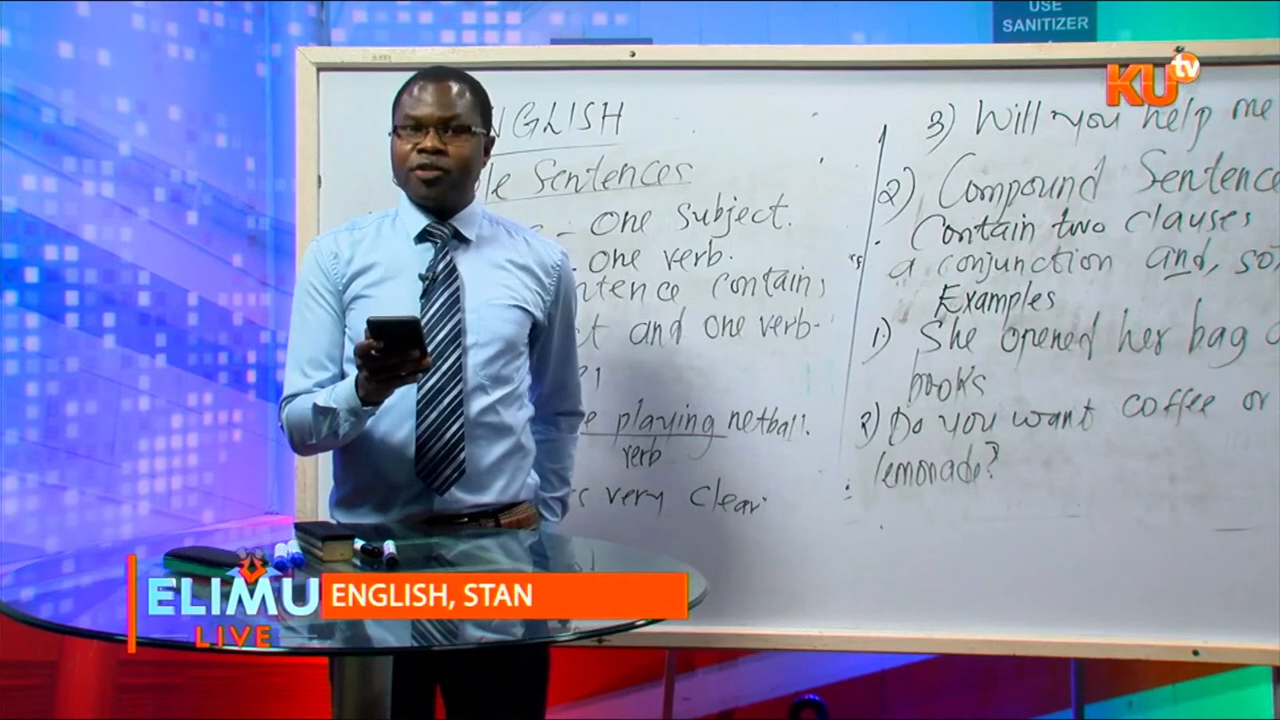 USE
SANITIZER
KU tv
NGLISH
le Sentences
- one subject.
- one verb.
ntence contain,
ct and one verb-
e playing netball.
verb
s very clear.
3) Will you help me
2) Compound Sentence
Contain two clauses
a conjunction and, so,
Examples
1) She opened her bag a
books
2) Do you want coffee or
lemonade?
ELIMU
LIVE
ENGLISH, STAN